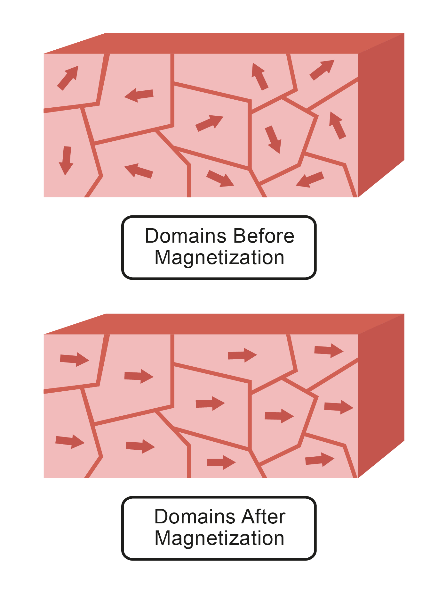 Domains Before
Magnetization
Domains After
Magnetization